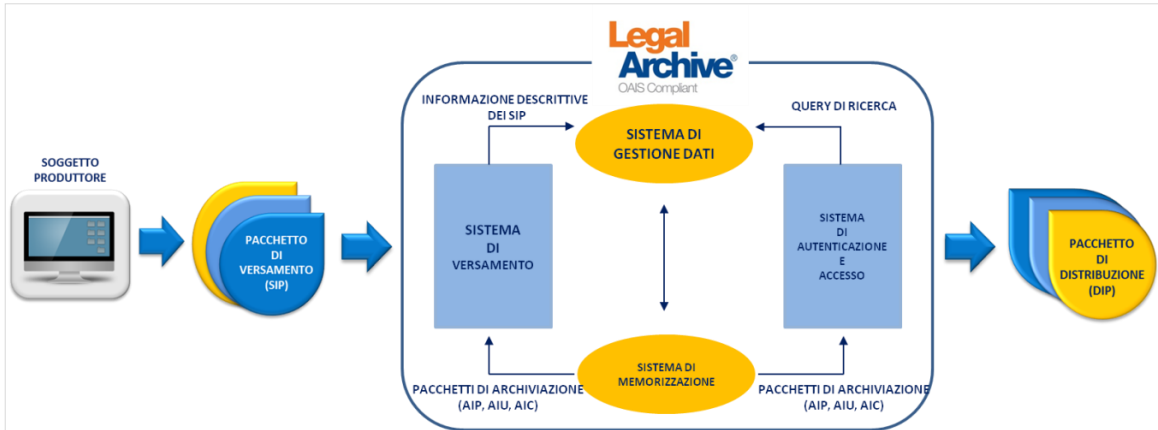 Legal
Archive®
OAIS Compliant
INFORMAZIONE DESCRITTIVE
DEI SIP
QUERY DI RICERCA
SISTEMA DI
GESTIONE DATI
SOGGETTO
PRODUTTORE
PACCHETTO
DI
VERSAMENTO
(SIP)
SISTEMA
DI
VERSAMENTO
SISTEMA
DI
AUTENTICAZIONE
E
ACCESSO
PACCHETTO
DI
DISTRIBUZIONE
(DIP)
SISTEMA DI
MEMORIZZAZIONE
PACCHETTI DI ARCHIVIAZIONE
(AIP, AIU, AIC)
PACCHETTI DI ARCHIVIAZIONE
(AIP, AIU, AIC)